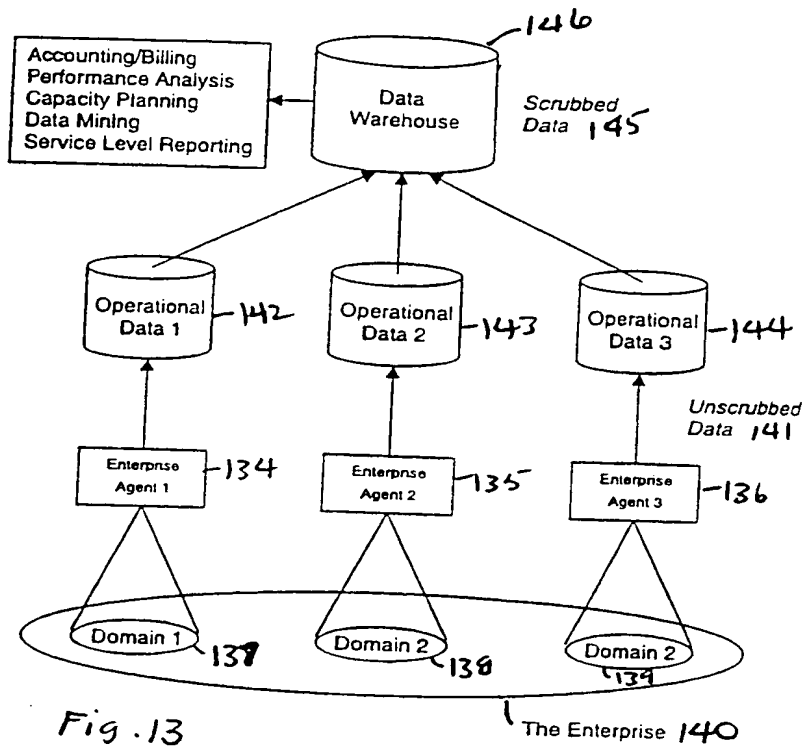 146
Accounting/Billing
Performance Analysis
Capacity Planning
Data Mining
Service Level Reporting
Data
Warehouse
Scrubbed
Data 145
Operational
Data 1
142
Operational
Data 2
143
Operational
Data 3
144
Unscrubbed
Data 141
Enterprise
Agent 1
134
Enterprise
Agent 2
135
Enterprise
Agent 3
136
Domain 1
137
Domain 2
138
Domain 2
139
Fig. 13
The Enterprise 140